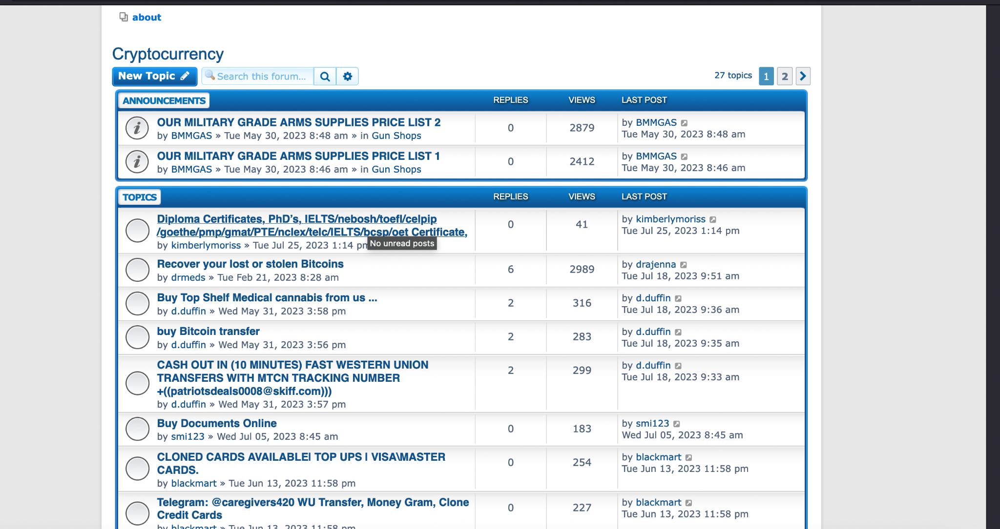 about
Cryptocurrency
New Topic Search this forum... 27 topics 1 2
ANNOUNCEMENTS REPLIES VIEWS LAST POST
OUR MILITARY GRADE ARMS SUPPLIES PRICE LIST 2 0 2879 by BMMGAS
by BMMGAS » Tue May 30, 2023 8:48 am » in Gun Shops Tue May 30, 2023 8:48 am
OUR MILITARY GRADE ARMS SUPPLIES PRICE LIST 1 0 2412 by BMMGAS
by BMMGAS » Tue May 30, 2023 8:46 am » in Gun Shops Tue May 30, 2023 8:46 am
TOPICS REPLIES VIEWS LAST POST
Diploma Certificates, PhD's, IELTS/nebosh/toefl/celpip 0 41 by kimberlymoriss
/goethe/pmp/gmat/PTE/nclex/telc/IELTS/bcsp/oet Certificate, Tue Jul 25, 2023 1:14 pm
by kimberlymoriss » Tue Jul 25, 2023 1:14 pm No unread posts
Recover your lost or stolen Bitcoins 6 2989 by drajenna
by drmeds » Tue Feb 21, 2023 8:28 am Tue Jul 18, 2023 9:51 am
Buy Top Shelf Medical cannabis from us ... 2 316 by d.duffin
by d.duffin » Wed May 31, 2023 3:58 pm Tue Jul 18, 2023 9:36 am
buy Bitcoin transfer 2 283 by d.duffin
by d.duffin » Wed May 31, 2023 3:56 pm Tue Jul 18, 2023 9:35 am
CASH OUT IN (10 MINUTES) FAST WESTERN UNION 2 299 by d.duffin
TRANSFERS WITH MTCN TRACKING NUMBER Tue Jul 18, 2023 9:33 am
+((patriotsdeals0008@skiff.com)))
by d.duffin » Wed May 31, 2023 3:57 pm
Buy Documents Online 0 183 by smi123
by smi123 » Wed Jul 05, 2023 8:45 am Wed Jul 05, 2023 8:45 am
CLONED CARDS AVAILABLE| TOP UPS | VISA\MASTER 0 254 by blackmart
CARDS. Tue Jun 13, 2023 11:58 pm
by blackmart » Tue Jun 13, 2023 11:58 pm
Telegram: @caregivers420 WU Transfer, Money Gram, Clone 0 227 by blackmart
Credit Cards Tue Jun 13, 2023 11:58 pm
by blackmart » Tue Jun 13, 2023 11:58 pm